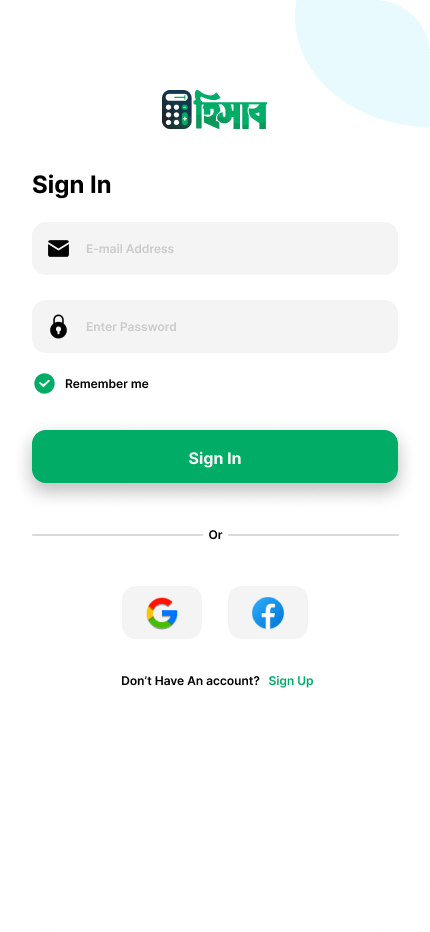 হিসাব
Sign In
E-mail Address
Enter Password
Remember me
Sign In
Or
Don’t Have An account? Sign Up